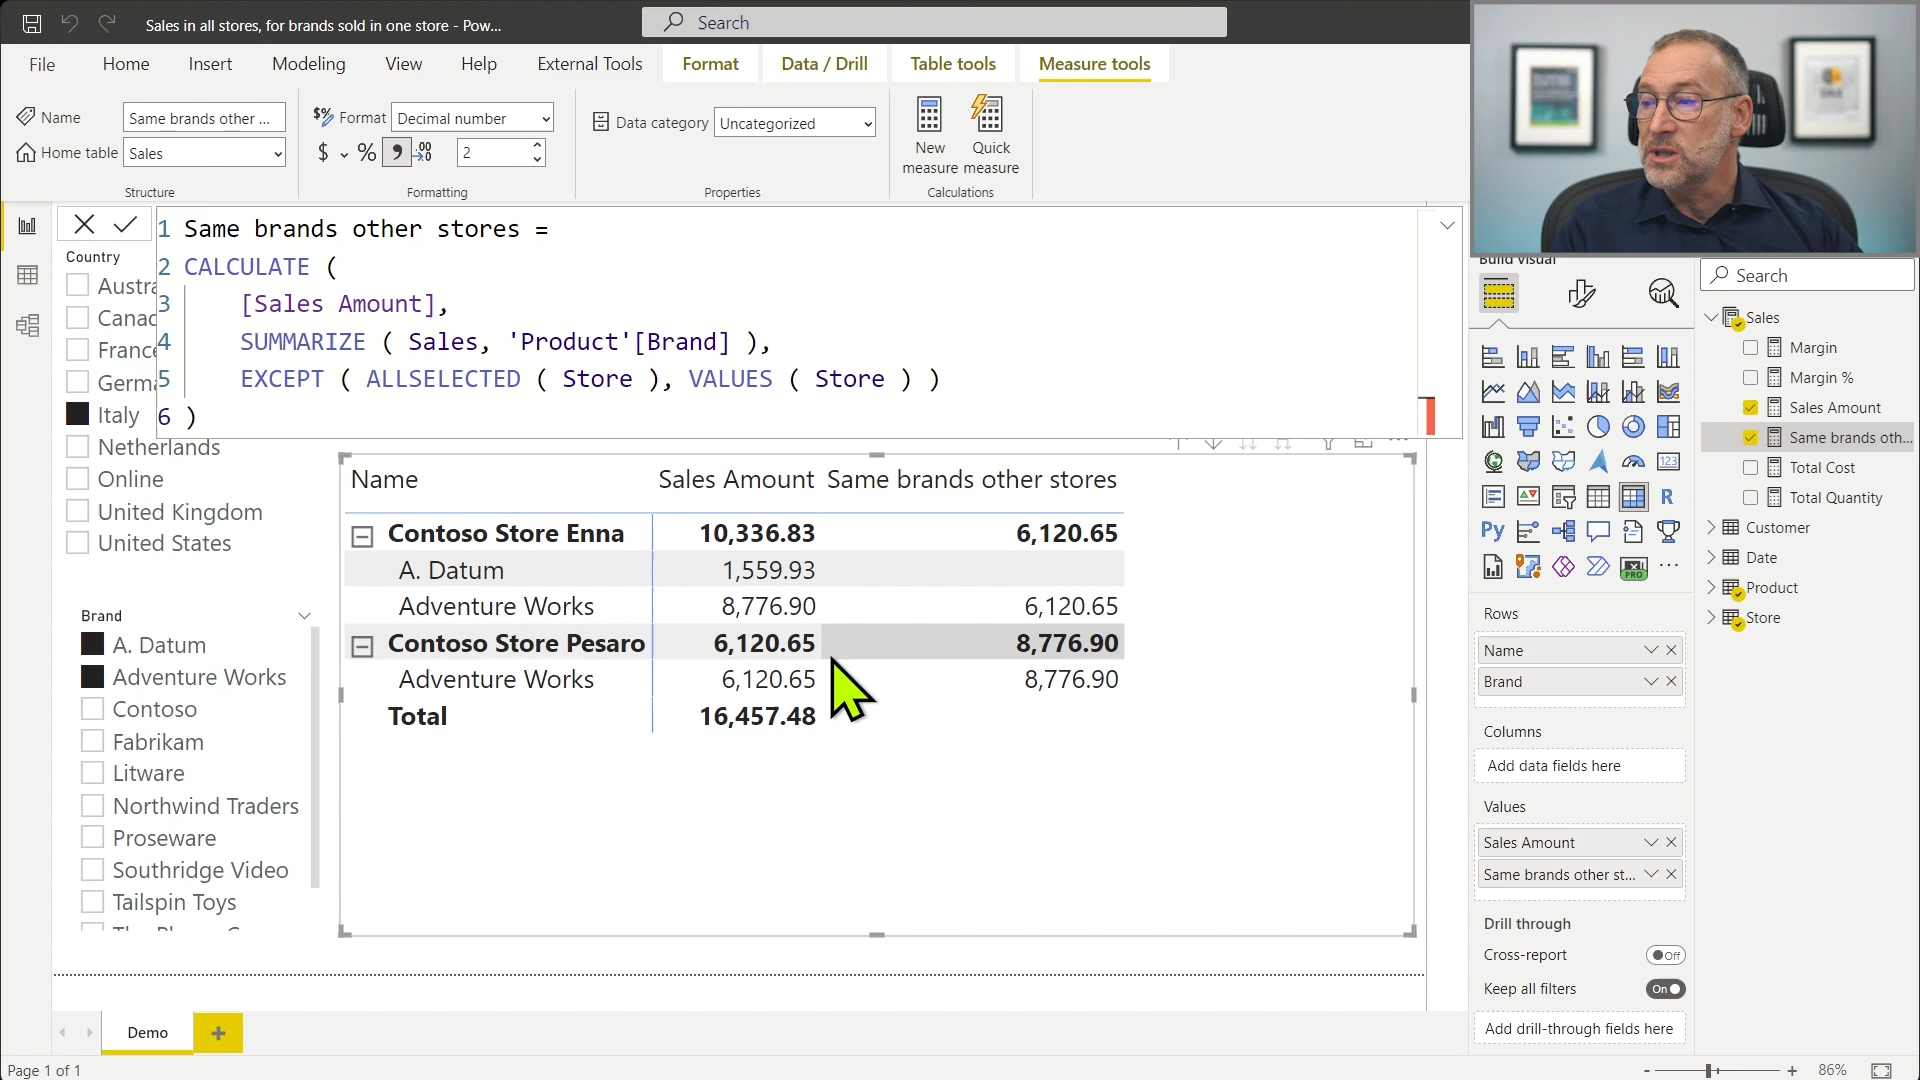 Sales in all stores, for brands sold in one store - Pow...
Search
File
Home
Insert
Modeling
View
Help
External Tools
Format
Data / Drill
Table tools
Measure tools
Name
Same brands other ...
Home table
Sales
Structure
Format
Decimal number
$
%
2
Formatting
Data category
Uncategorized
Properties
New
measure
Quick
measure
Calculations
1 Same brands other stores =
2 CALCULATE (
3 [Sales Amount],
4 SUMMARIZE ( Sales, 'Product'[Brand] ),
5 EXCEPT ( ALLSELECTED ( Store ), VALUES ( Store ) )
6 )
Country
Austra
Canad
France
Germa
Italy
Netherlands
Online
United Kingdom
United States
Brand
A. Datum
Adventure Works
Contoso
Fabrikam
Litware
Northwind Traders
Proseware
Southridge Video
Tailspin Toys
Name Sales Amount Same brands other stores
Contoso Store Enna 10,336.83 6,120.65
A. Datum 1,559.93
Adventure Works 8,776.90 6,120.65
Contoso Store Pesaro 6,120.65 8,776.90
Adventure Works 6,120.65 8,776.90
Total 16,457.48
Build visual
123
R
Py
PRO
Rows
Name
Brand
Columns
Add data fields here
Values
Sales Amount
Same brands other st...
Drill through
Cross-report
Off
Keep all filters
On
Add drill-through fields here
Search
Sales
Margin
Margin %
Sales Amount
Same brands oth...
Total Cost
Total Quantity
Customer
Date
Product
Store
Demo
Page 1 of 1
86%